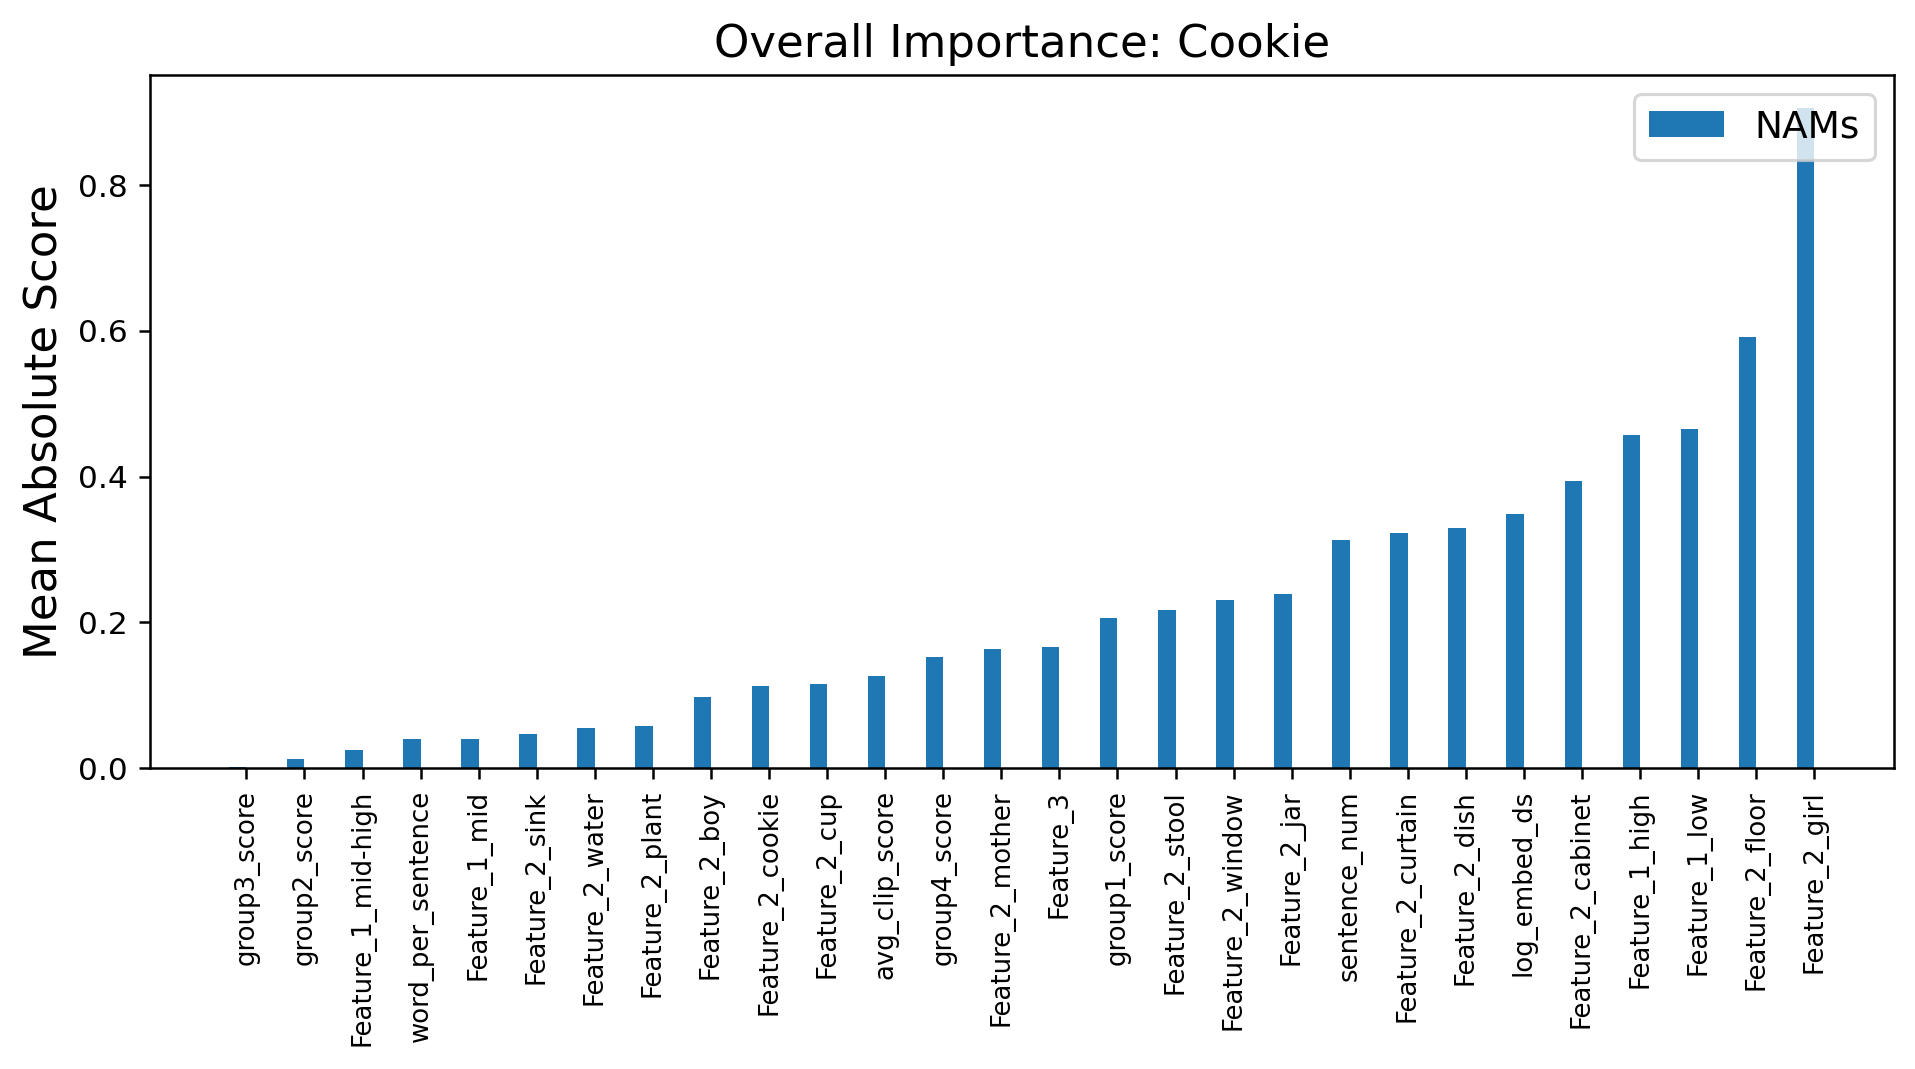 Overall Importance: Cookie
NAMs
Mean Absolute Score
0.8
0.6
0.4
0.2
0.0
group3_score
group2_score
Feature_1_mid-high
word_per_sentence
Feature_1_mid
Feature_2_sink
Feature_2_water
Feature_2_plant
Feature_2_boy
Feature_2_cookie
Feature_2_cup
avg_clip_score
group4_score
Feature_2_mother
Feature_3
group1_score
Feature_2_stool
Feature_2_window
Feature_2_jar
sentence_num
Feature_2_curtain
Feature_2_dish
log_embed_ds
Feature_2_cabinet
Feature_1_high
Feature_1_low
Feature_2_floor
Feature_2_girl